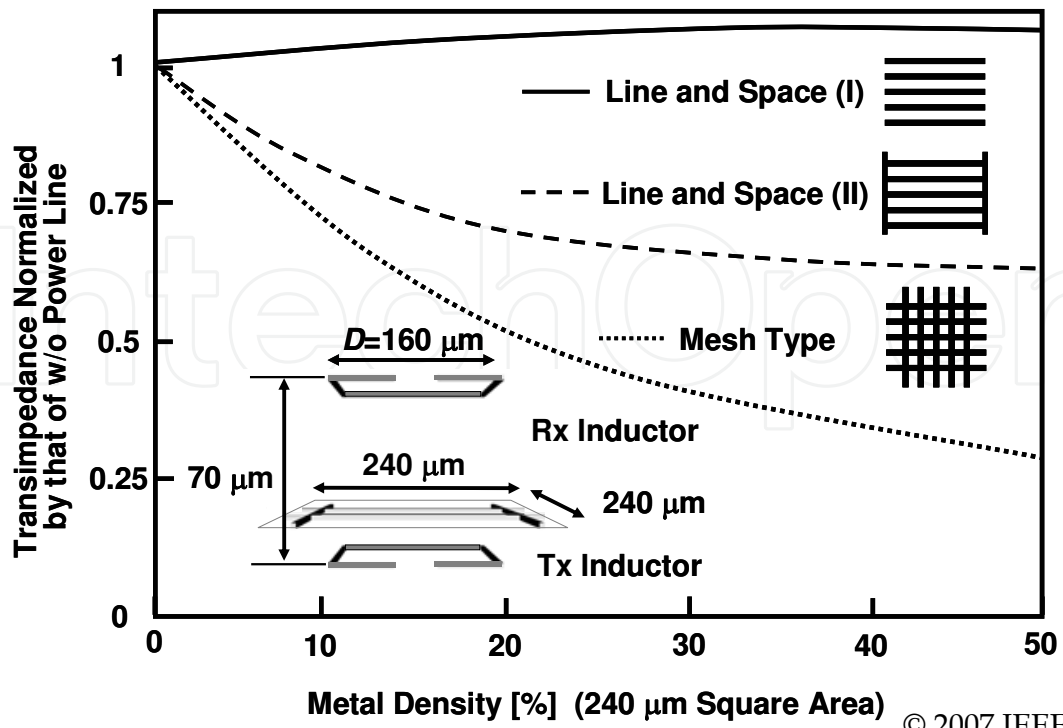 Transimpedance Normalized
by that of w/o Power Line
1
0.75
0.5
0.25
0
0
10
20
30
40
50
Line and Space (I)
Line and Space (II)
Mesh Type
D=160 μm
Rx Inductor
70 μm
240 μm
240 μm
Tx Inductor
Metal Density [%] (240 μm Square Area)
© 2007 IEEE
IntechOpen